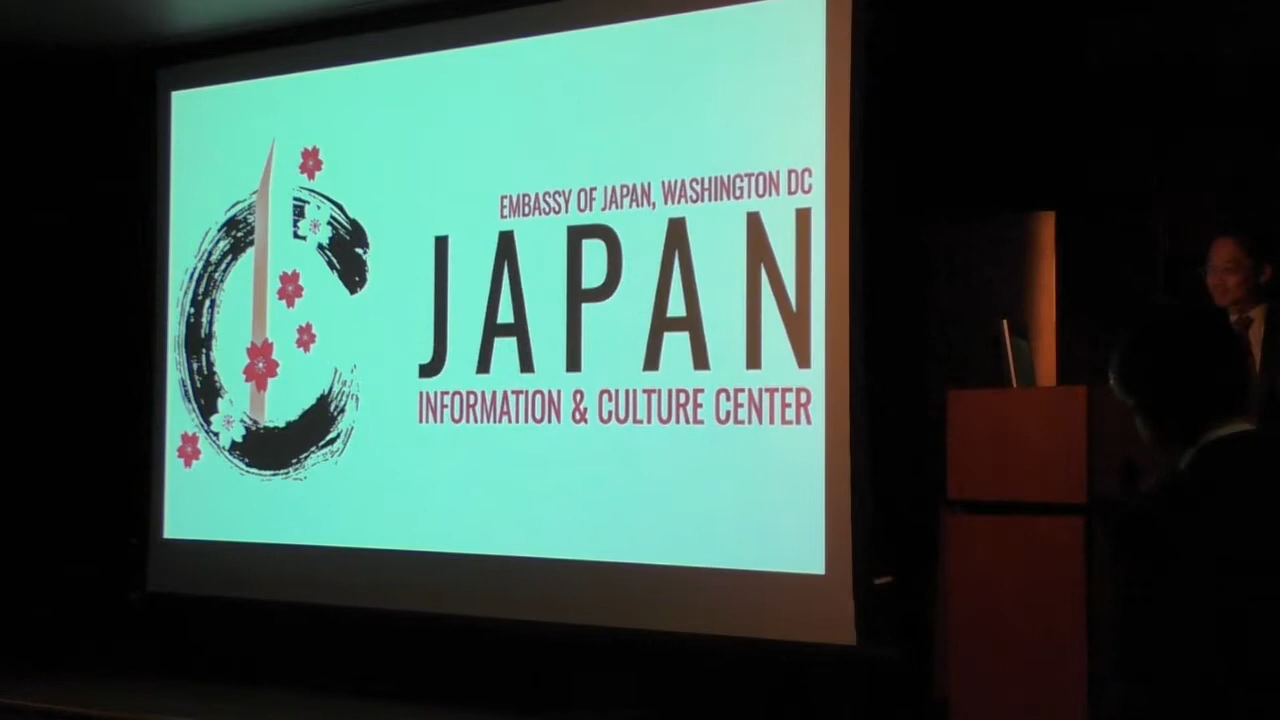 EMBASSY OF JAPAN, WASHINGTON DC
JAPAN
INFORMATION & CULTURE CENTER